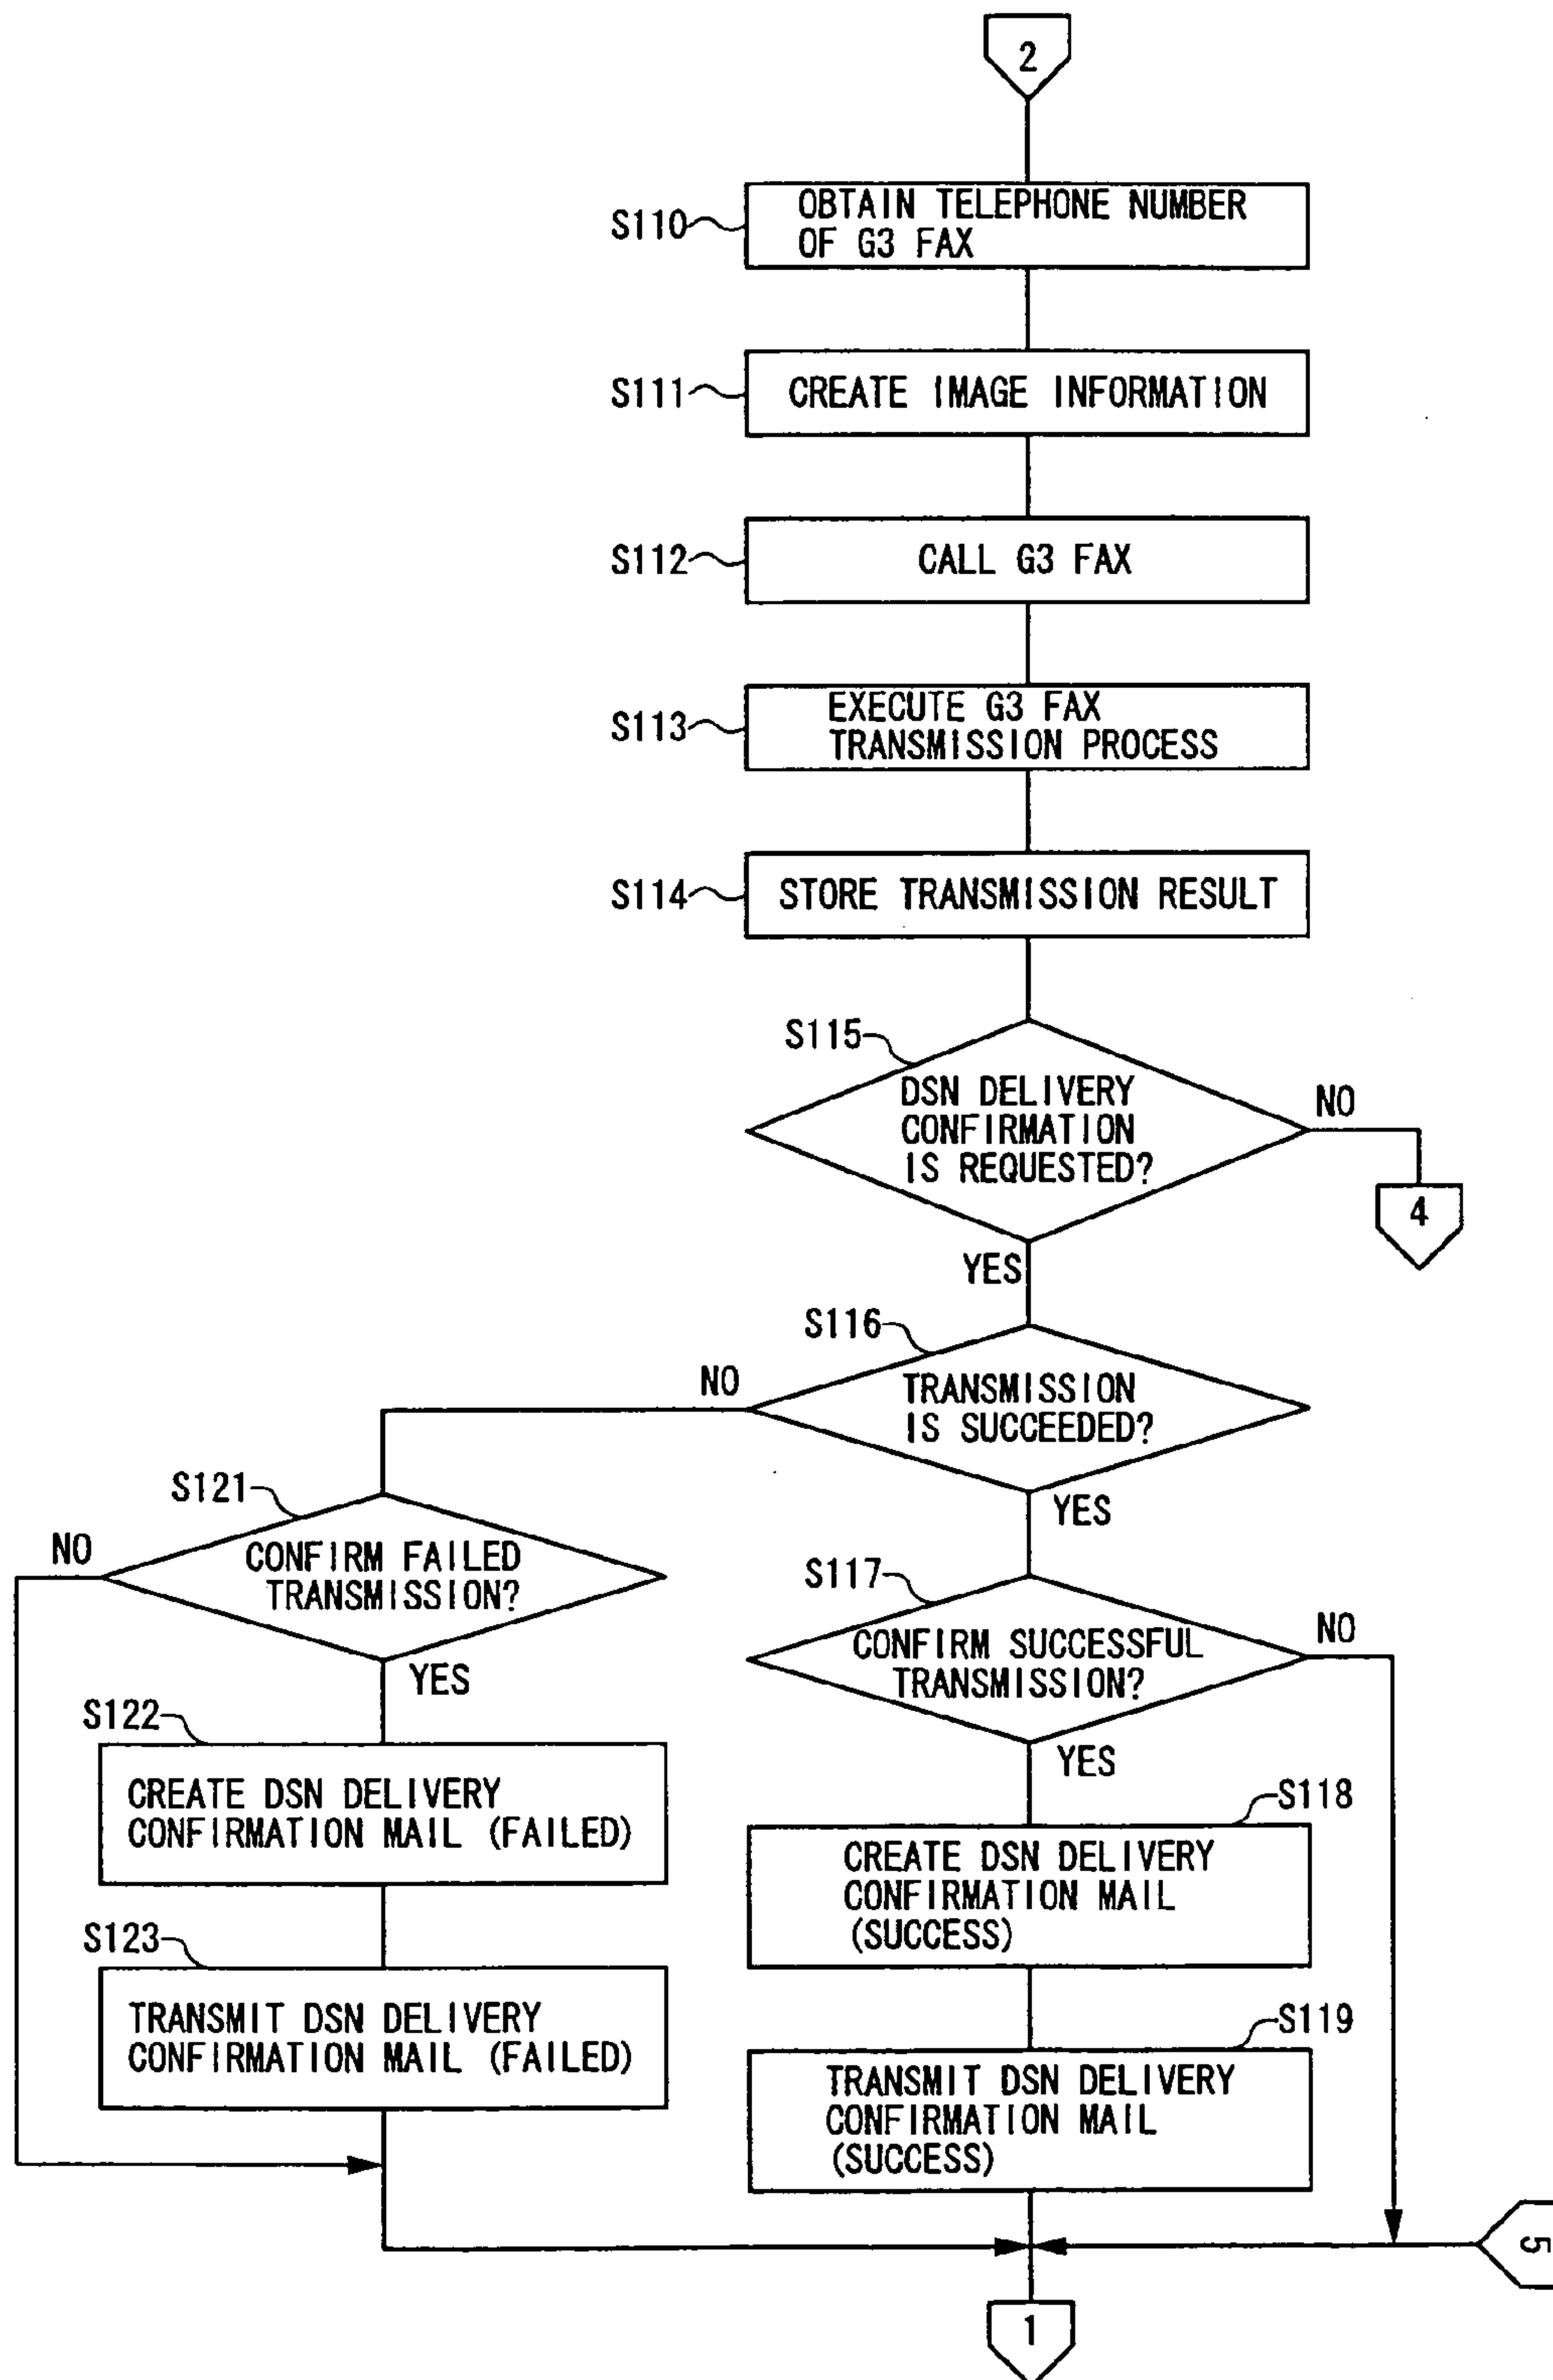 2
S110
OBTAIN TELEPHONE NUMBER
OF G3 FAX
S111
CREATE IMAGE INFORMATION
S112
CALL G3 FAX
S113
EXECUTE G3 FAX
TRANSMISSION PROCESS
S114
STORE TRANSMISSION RESULT
S115
DSN DELIVERY
CONFIRMATION
IS REQUESTED?
NO
4
YES
S116
TRANSMISSION
IS SUCCEEDED?
NO
YES
S121
CONFIRM FAILED
TRANSMISSION?
NO
YES
S117
CONFIRM SUCCESSFUL
TRANSMISSION?
NO
YES
S122
CREATE DSN DELIVERY
CONFIRMATION MAIL (FAILED)
S118
CREATE DSN DELIVERY
CONFIRMATION MAIL
(SUCCESS)
S123
TRANSMIT DSN DELIVERY
CONFIRMATION MAIL (FAILED)
S119
TRANSMIT DSN DELIVERY
CONFIRMATION MAIL
(SUCCESS)
5
1